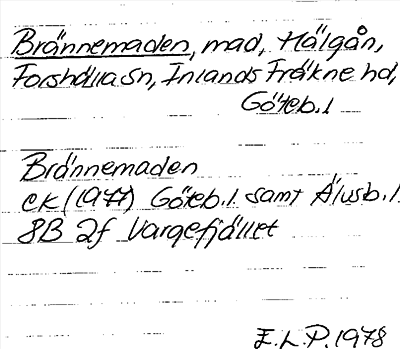 Brännemaden, mad, Hälgån,
Forshälla sn, Inlands Fräkne hd,
Göteb. l
Brännemaden
EK (1977) Göteb. l. samt Älvsb. l.
8B 2f Vargefjället
E.L.P. 1978